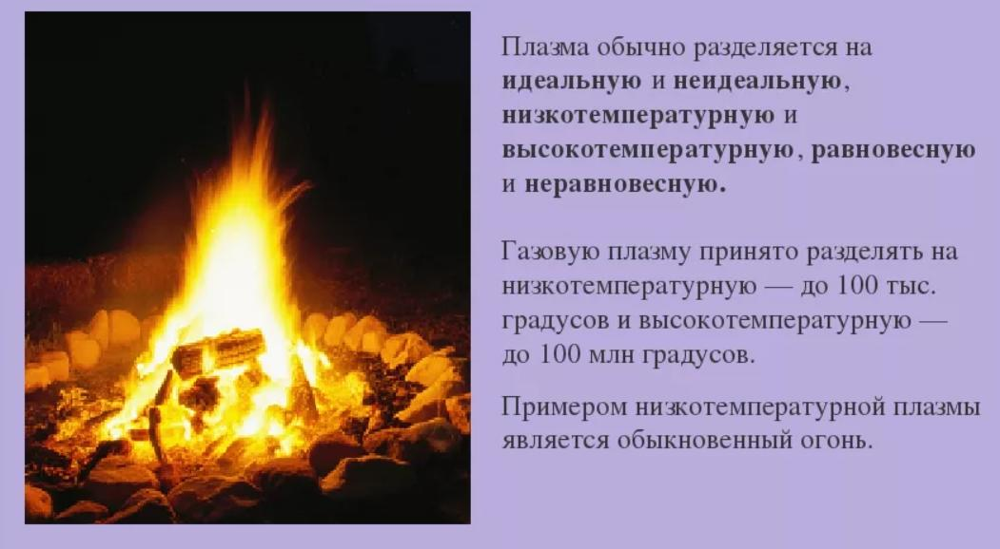 Плазма обычно разделяется на
идеальную и неидеальную,
низкотемпературную и
высокотемпературную, равновесную
и неравновесную.
Газовую плазму принято разделять на
низкотемпературную — до 100 тыс.
градусов и высокотемпературную —
до 100 млн градусов.
Примером низкотемпературной плазмы
является обыкновенный огонь.